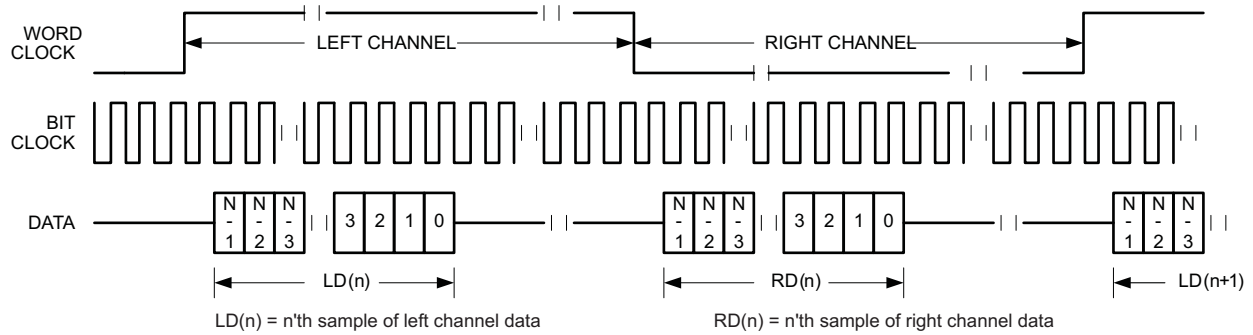 WORD
CLOCK
LEFT CHANNEL
RIGHT CHANNEL
BIT
CLOCK
DATA
N
-
1
N
-
2
N
-
3
3
2
1
0
N
-
1
N
-
2
N
-
3
3
2
1
0
N
-
1
N
-
2
N
-
3
LD(n)
RD(n)
LD(n+1)
LD(n) = n'th sample of left channel data
RD(n) = n'th sample of right channel data